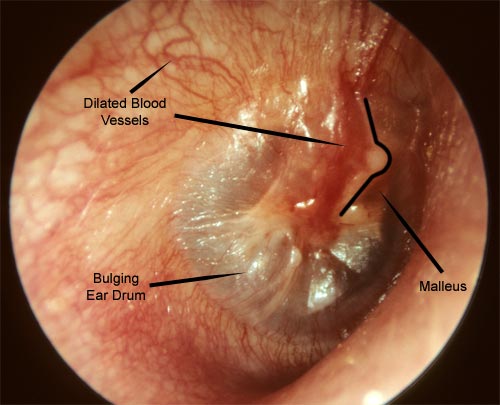 Dilated Blood
Vessels
Bulging
Ear Drum
Malleus